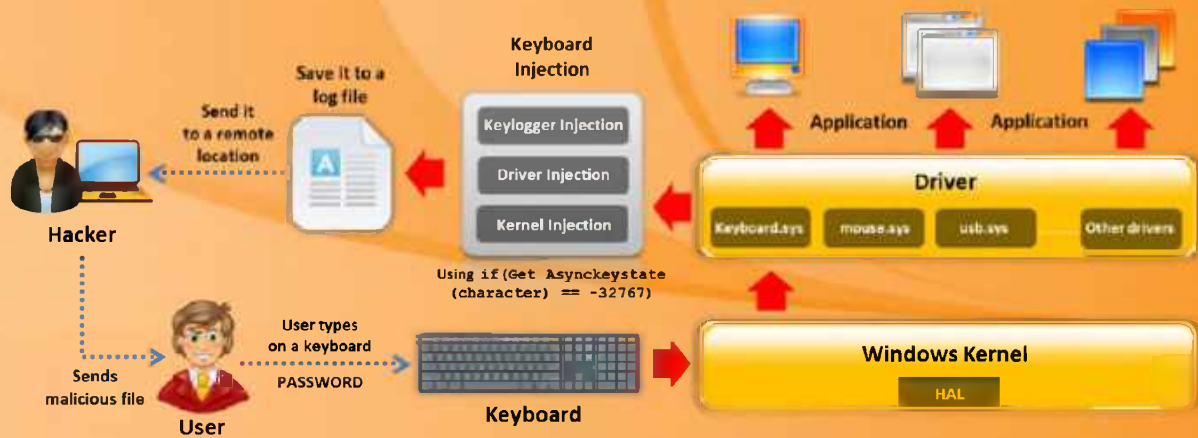 Keyboard
Injection
Save it to a
log file
Send it
to a remote
location
Hacker
Keylogger Injection
Driver Injection
Kernel Injection
Using if(Get Asynckeystate
(character) == -32767)
Application
Application
Driver
Keyboard.sys
mouse.sys
usb.sys
Other drivers
Sends
malicious file
User
User types
on a keyboard
PASSWORD
Keyboard
Windows Kernel
HAL
A